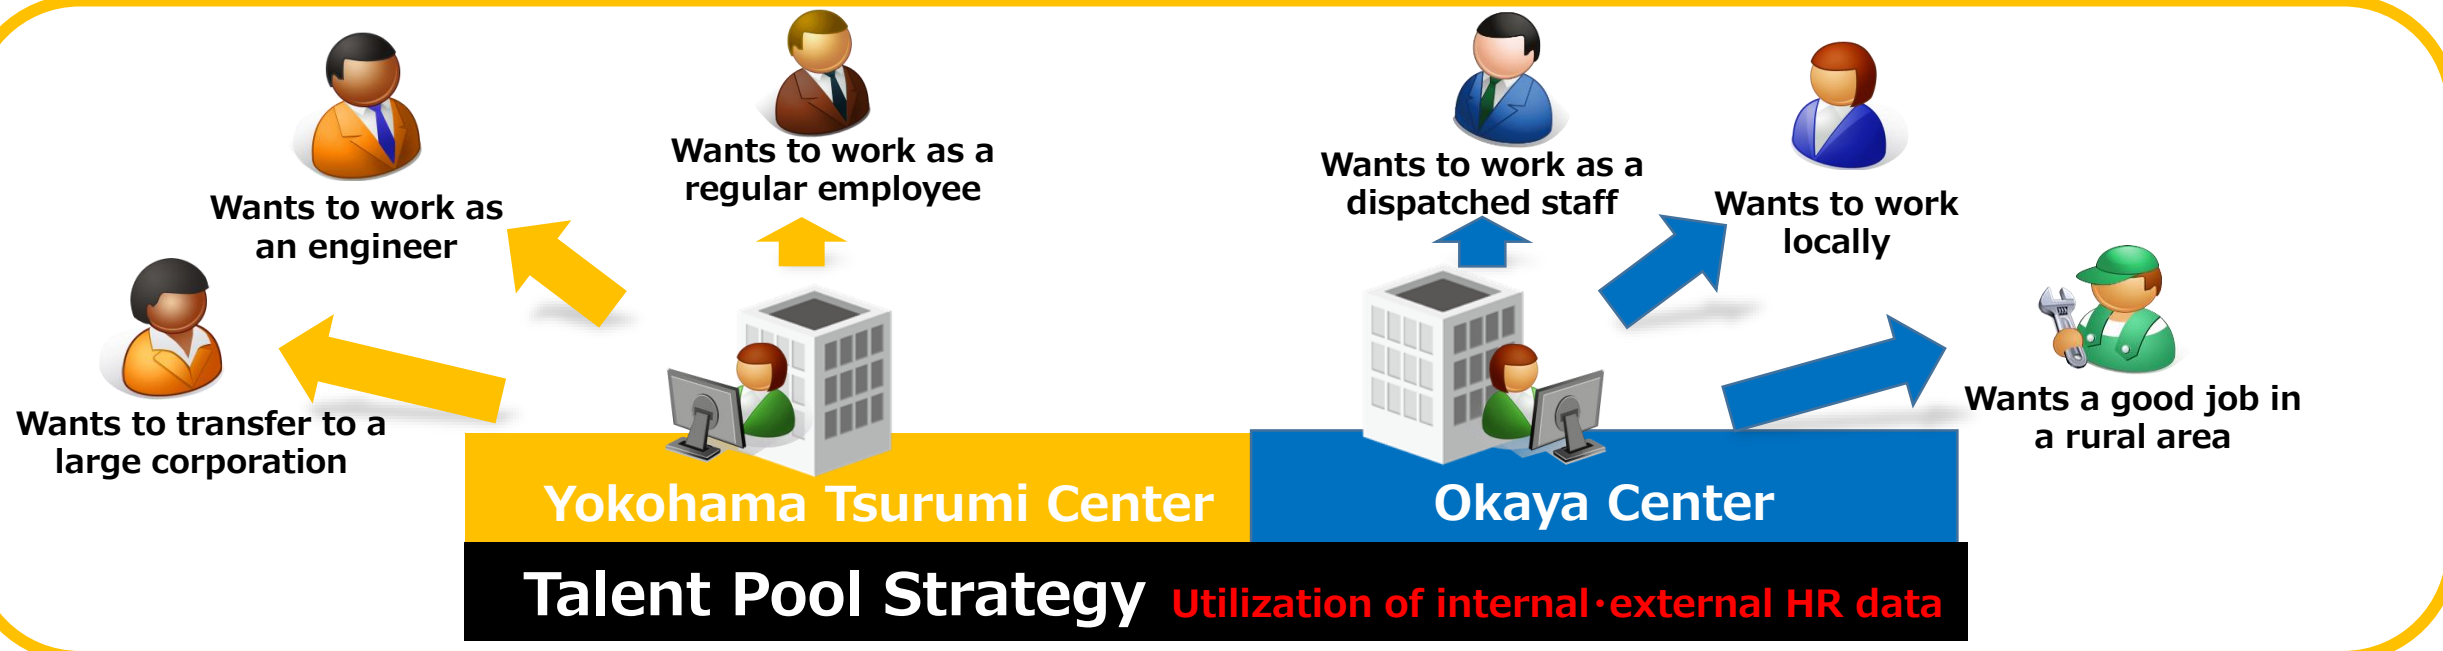 Wants to work as a
regular employee
Wants to work as
an engineer
Wants to transfer to a
large corporation
Wants to work as a
dispatched staff
Wants to work
locally
Wants a good job in
a rural area
Yokohama Tsurumi Center
Okaya Center
Talent Pool Strategy Utilization of internal･external HR data